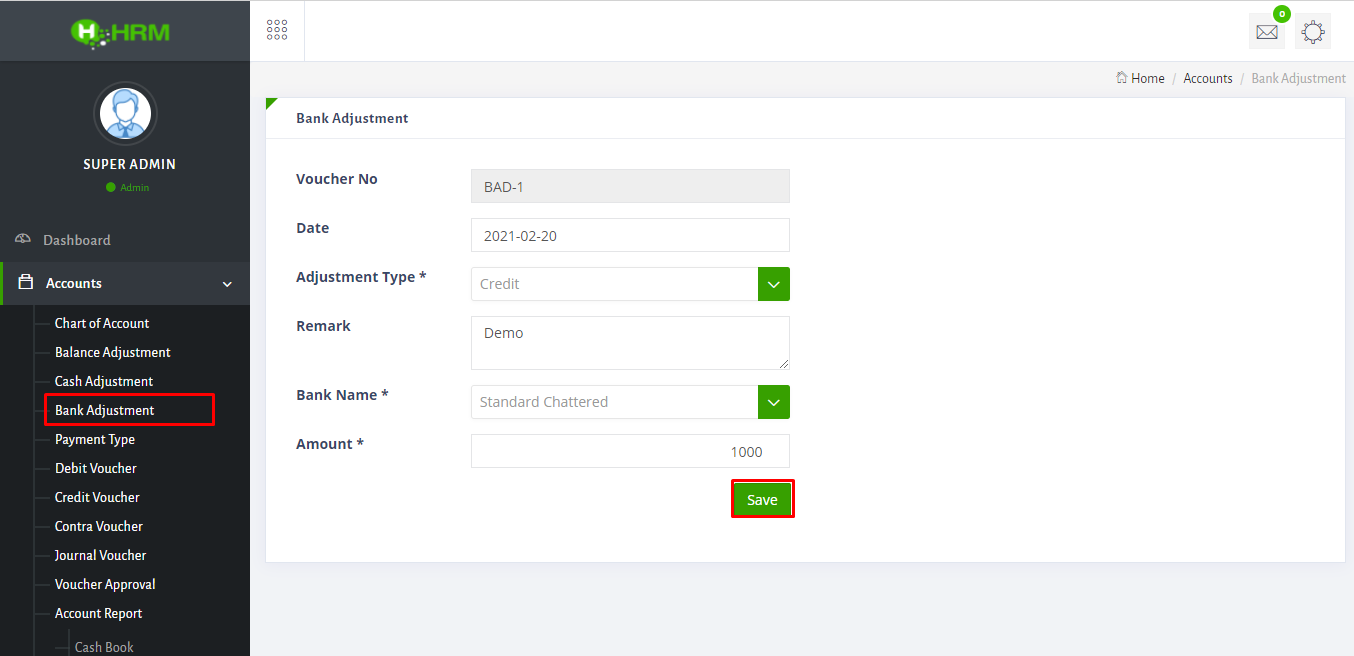 HRM
0
SUPER ADMIN
Admin
Dashboard
Accounts
Chart of Account
Balance Adjustment
Cash Adjustment
Bank Adjustment
Payment Type
Debit Voucher
Credit Voucher
Contra Voucher
Journal Voucher
Voucher Approval
Account Report
Cash Book
Home / Accounts / Bank Adjustment
Bank Adjustment
Voucher No BAD-1
Date 2021-02-20
Adjustment Type * Credit
Remark Demo
Bank Name * Standard Chattered
Amount * 1000
Save